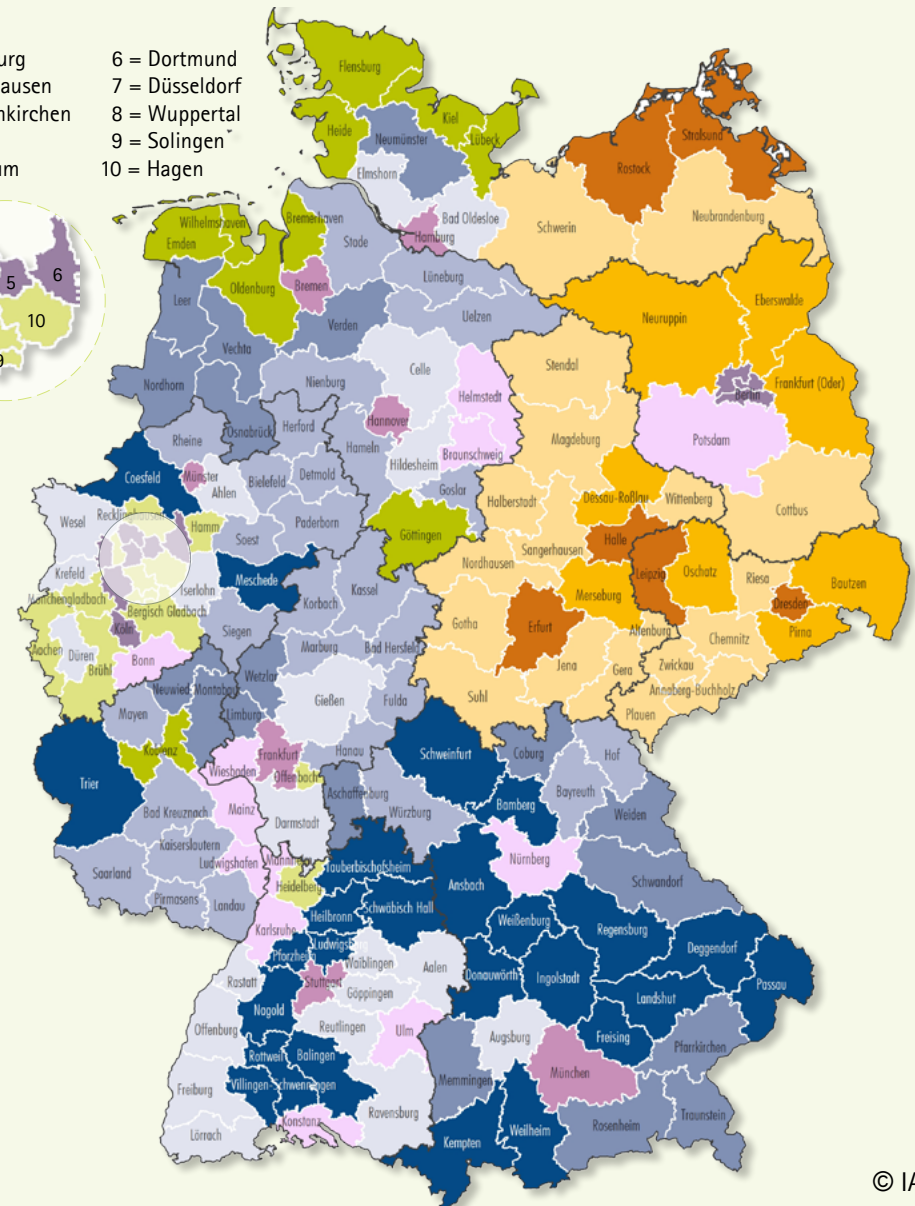 urg
ausen
nkirchen
um
6 = Dortmund
7 = Düsseldorf
8 = Wuppertal
9 = Solingen
10 = Hagen
5
6
10
9
Flensburg
Heide
Kiel
Neumünster
Lübeck
Elmshorn
Bad Oldesloe
Hamburg
Stralsund
Rostock
Schwerin
Neubrandenburg
Wilhelmshaven
Bremerhaven
Emden
Stade
Oldenburg
Bremen
Leer
Lüneburg
Uelzen
Verden
Vechta
Nordhorn
Nienburg
Celle
Helmstedt
Hannover
Braunschweig
Hildesheim
Hameln
Goslar
Osnabrück
Herford
Rheine
Neuruppin
Eberswalde
Stendal
Frankfurt (Oder)
Berlin
Potsdam
Magdeburg
Cottbus
Coesfeld
Münster
Ahlen
Bielefeld
Detmold
Paderborn
Wesel
Recklinghausen
Hamm
Soest
Göttingen
Halberstadt
Dessau-Roßlau
Wittenberg
Krefeld
Iserlohn
Meschede
Kassel
Korbach
Nordhausen
Sangerhausen
Halle
Leipzig
Oschatz
Riesa
Bautzen
Mönchengladbach
Bergisch Gladbach
Köln
Merseburg
Dresden
Pirna
Aachen
Düren
Brühl
Bonn
Siegen
Marburg
Bad Hersfeld
Gotha
Erfurt
Altenburg
Chemnitz
Jena
Gera
Zwickau
Annaberg-Buchholz
Plauen
Suhl
Neuwied
Montabaur
Wetzlar
Limburg
Gießen
Fulda
Mayen
Koblenz
Frankfurt
Hanau
Wiesbaden
Offenbach
Schweinfurt
Coburg
Hof
Trier
Bad Kreuznach
Mainz
Darmstadt
Aschaffenburg
Würzburg
Bamberg
Bayreuth
Weiden
Kaiserslautern
Ludwigshafen
Mannheim
Saarland
Pirmasens
Landau
Heidelberg
Tauberbischofsheim
Nürnberg
Schwandorf
Ansbach
Heilbronn
Schwäbisch Hall
Karlsruhe
Weißenburg
Regensburg
Ludwigsburg
Pforzheim
Waiblingen
Aalen
Deggendorf
Rastatt
Stuttgart
Göppingen
Donauwörth
Ingolstadt
Passau
Nagold
Landshut
Offenburg
Reutlingen
Ulm
Augsburg
Freising
Pfarrkirchen
Rottweil
Balingen
Freiburg
Villingen-Schwenningen
Memmingen
München
Lörrach
Konstanz
Ravensburg
Kempten
Weilheim
Rosenheim
Traunstein
© IA